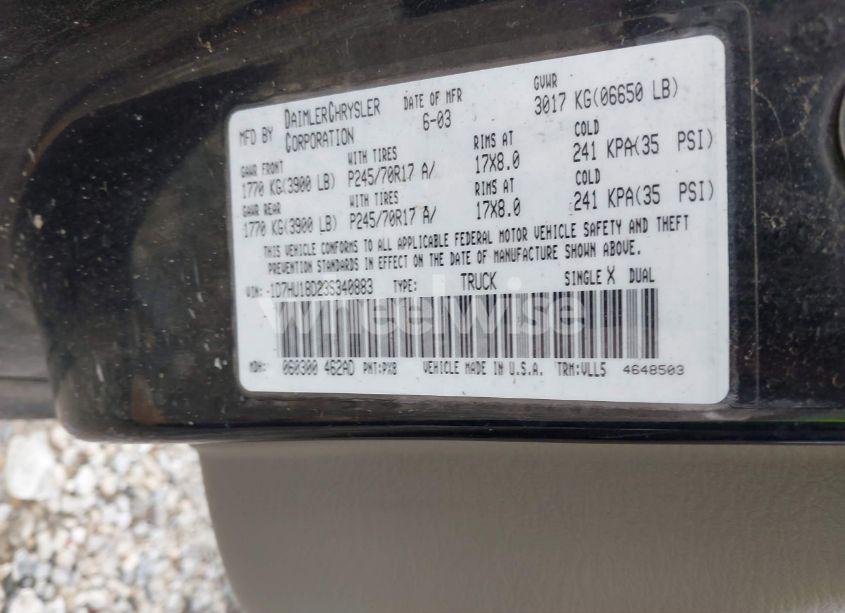 MFD BY DAIMLERCHRYSLER CORPORATION DATE OF MFR 6-03 GVWR 3017 KG(06650 LB)
GAWR FRONT WITH TIRES RIMS AT COLD
1770 KG(3900 LB) P245/70R17 A/ 17X8.0 241 KPA(35 PSI)
GAWR REAR WITH TIRES RIMS AT COLD
1770 KG(3900 LB) P245/70R17 A/ 17X8.0 241 KPA(35 PSI)
THIS VEHICLE CONFORMS TO ALL APPLICABLE FEDERAL MOTOR VEHICLE SAFETY AND THEFT
PREVENTION STANDARDS IN EFFECT ON THE DATE OF MANUFACTURE SHOWN ABOVE.
VIN: -1D7HU18D23S340883 TYPE: TRUCK SINGLE X DUAL
wheelwise
MDH: 060300 462AD PNT:PX8 VEHICLE MADE IN U.S.A. TRM:VLL5 4648503